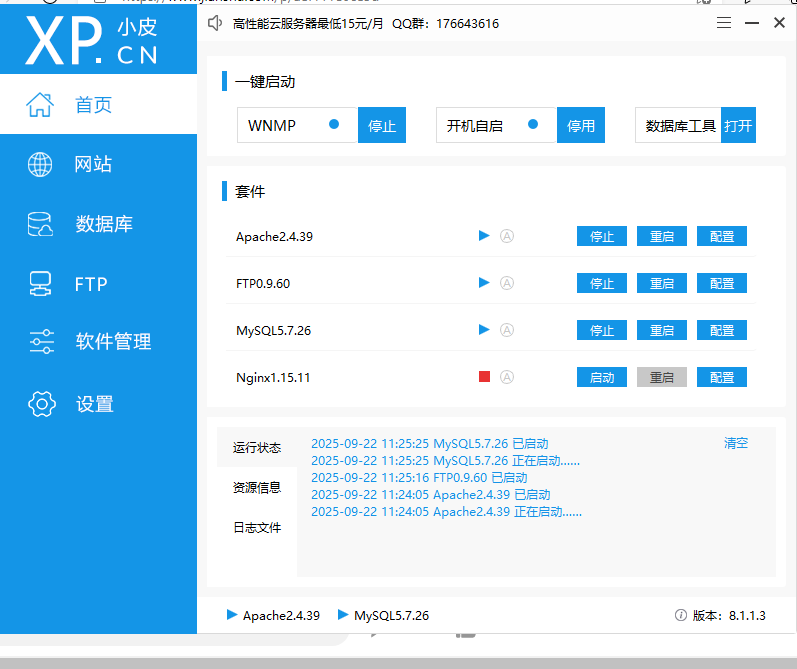 XP. 小皮 CN
高性能云服务器最低15元/月 QQ群：176643616
首页
网站
数据库
FTP
软件管理
设置
一键启动
WNMP 停止 开机自启 停用 数据库工具 打开
套件
Apache2.4.39 A 停止 重启 配置
FTP0.9.60 A 停止 重启 配置
MySQL5.7.26 A 停止 重启 配置
Nginx1.15.11 A 启动 重启 配置
运行状态
资源信息
日志文件
2025-09-22 11:25:25 MySQL5.7.26 已启动 清空
2025-09-22 11:25:25 MySQL5.7.26 正在启动......
2025-09-22 11:25:16 FTP0.9.60 已启动
2025-09-22 11:24:05 Apache2.4.39 已启动
2025-09-22 11:24:05 Apache2.4.39 正在启动......
Apache2.4.39 MySQL5.7.26 版本：8.1.1.3